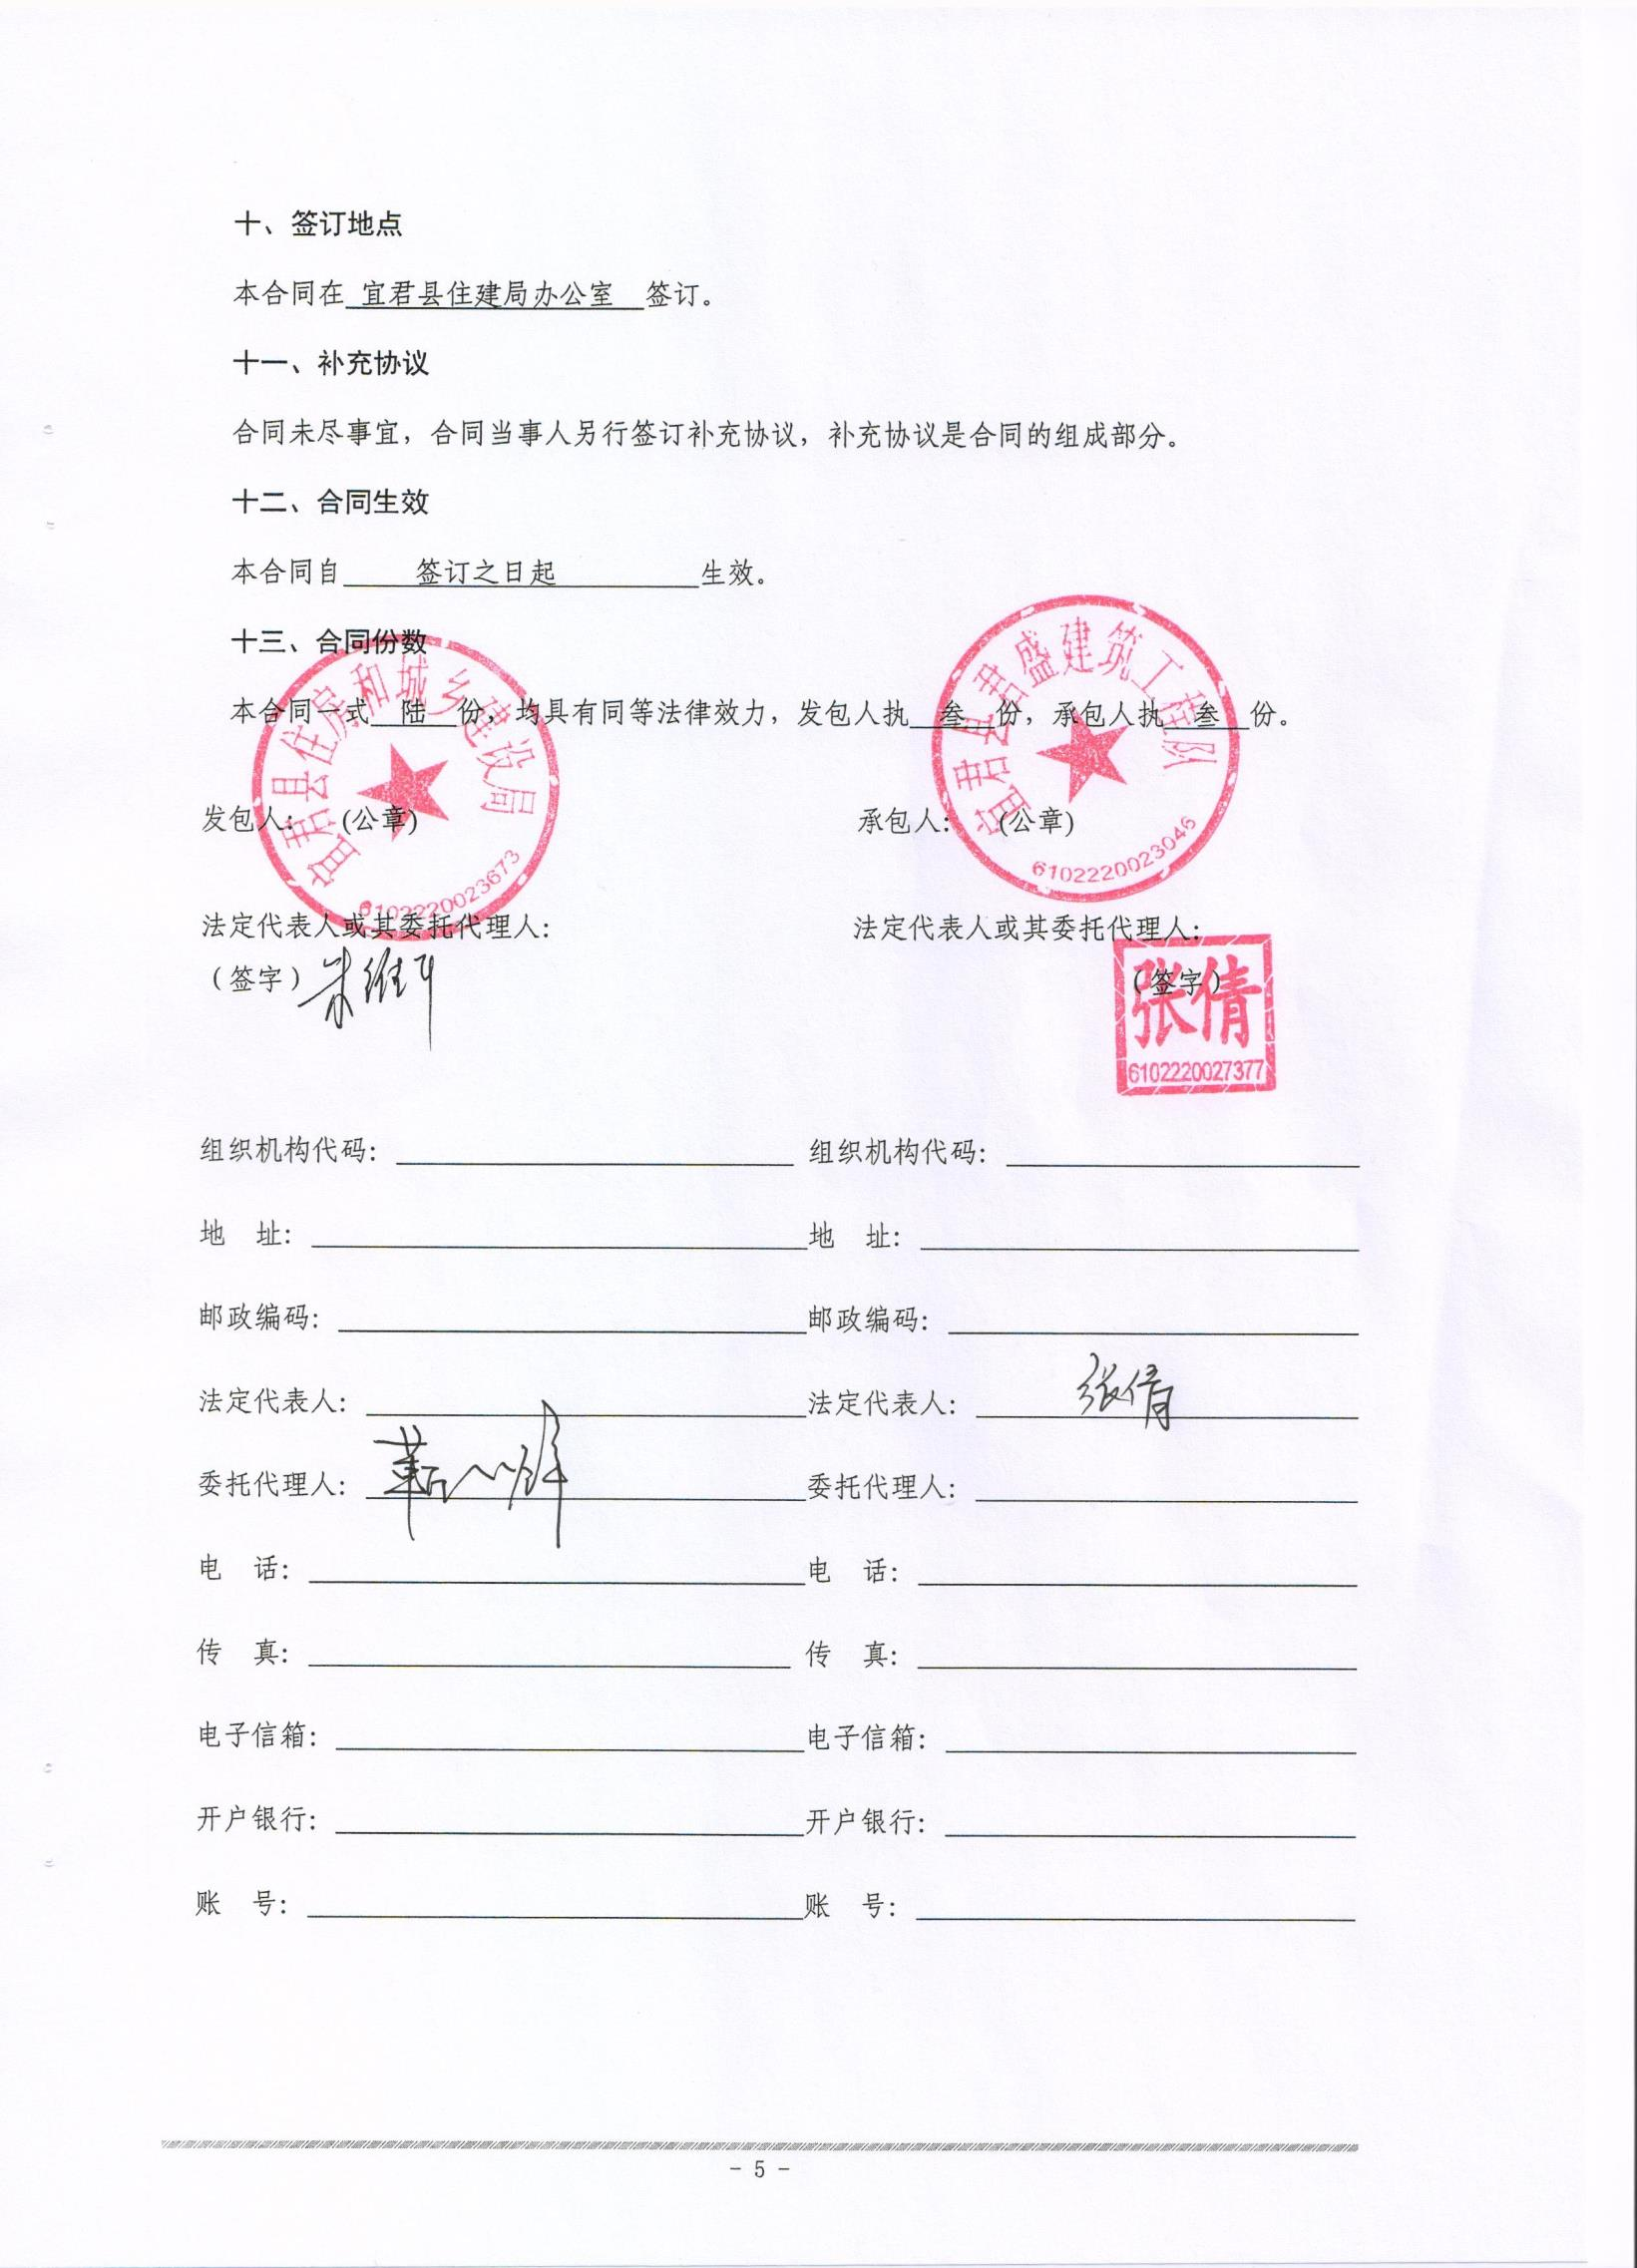 十、签订地点
本合同在 宜君县住建局办公室 签订。
十一、补充协议
合同未尽事宜，合同当事人另行签订补充协议，补充协议是合同的组成部分。
十二、合同生效
本合同自 签订之日起 生效。
十三、合同份数
本合同一式 陆 份，均具有同等法律效力，发包人执 叁 份，承包人执 叁 份。
宜君县住房和城乡建设局
6102220023673
宜君县君盛建筑工程队
6102220023046
发包人： (公章) 承包人： (公章)
法定代表人或其委托代理人： 法定代表人或其委托代理人：
（签字） （签字）
张倩
6102220027377
组织机构代码： 组织机构代码：
地 址： 地 址：
邮政编码： 邮政编码：
法定代表人： 法定代表人： 张倩
委托代理人： 委托代理人：
电 话： 电 话：
传 真： 传 真：
电子信箱： 电子信箱：
开户银行： 开户银行：
账 号： 账 号：
- 5 -